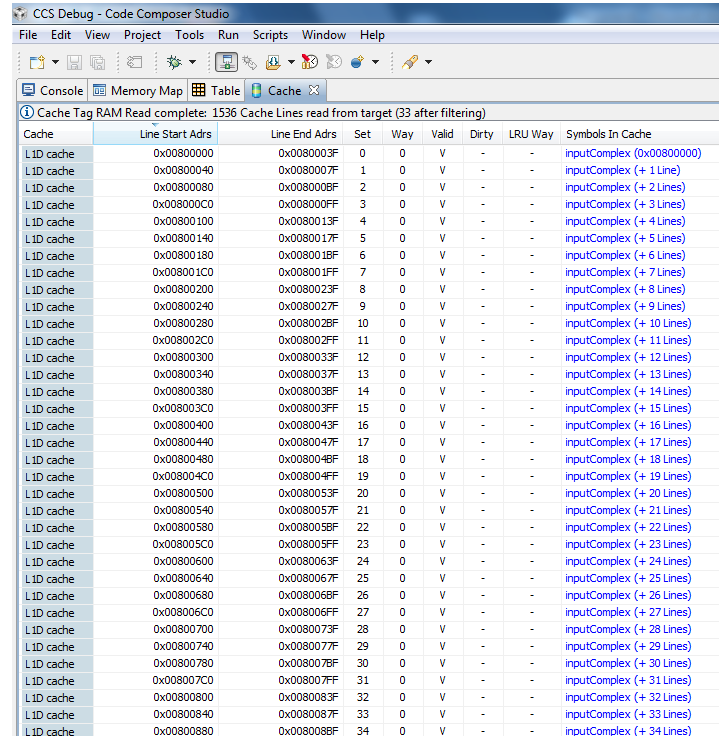 CCS Debug - Code Composer Studio
File Edit View Project Tools Run Scripts Window Help
Console Memory Map Table Cache
Cache Tag RAM Read complete: 1536 Cache Lines read from target (33 after filtering)
Cache Line Start Adrs Line End Adrs Set Way Valid Dirty LRU Way Symbols In Cache
L1D cache 0x00800000 0x0080003F 0 0 V - - inputComplex (0x00800000)
L1D cache 0x00800040 0x0080007F 1 0 V - - inputComplex (+ 1 Line)
L1D cache 0x00800080 0x008000BF 2 0 V - - inputComplex (+ 2 Lines)
L1D cache 0x008000C0 0x008000FF 3 0 V - - inputComplex (+ 3 Lines)
L1D cache 0x00800100 0x0080013F 4 0 V - - inputComplex (+ 4 Lines)
L1D cache 0x00800140 0x0080017F 5 0 V - - inputComplex (+ 5 Lines)
L1D cache 0x00800180 0x008001BF 6 0 V - - inputComplex (+ 6 Lines)
L1D cache 0x008001C0 0x008001FF 7 0 V - - inputComplex (+ 7 Lines)
L1D cache 0x00800200 0x0080023F 8 0 V - - inputComplex (+ 8 Lines)
L1D cache 0x00800240 0x0080027F 9 0 V - - inputComplex (+ 9 Lines)
L1D cache 0x00800280 0x008002BF 10 0 V - - inputComplex (+ 10 Lines)
L1D cache 0x008002C0 0x008002FF 11 0 V - - inputComplex (+ 11 Lines)
L1D cache 0x00800300 0x0080033F 12 0 V - - inputComplex (+ 12 Lines)
L1D cache 0x00800340 0x0080037F 13 0 V - - inputComplex (+ 13 Lines)
L1D cache 0x00800380 0x008003BF 14 0 V - - inputComplex (+ 14 Lines)
L1D cache 0x008003C0 0x008003FF 15 0 V - - inputComplex (+ 15 Lines)
L1D cache 0x00800400 0x0080043F 16 0 V - - inputComplex (+ 16 Lines)
L1D cache 0x00800440 0x0080047F 17 0 V - - inputComplex (+ 17 Lines)
L1D cache 0x00800480 0x008004BF 18 0 V - - inputComplex (+ 18 Lines)
L1D cache 0x008004C0 0x008004FF 19 0 V - - inputComplex (+ 19 Lines)
L1D cache 0x00800500 0x0080053F 20 0 V - - inputComplex (+ 20 Lines)
L1D cache 0x00800540 0x0080057F 21 0 V - - inputComplex (+ 21 Lines)
L1D cache 0x00800580 0x008005BF 22 0 V - - inputComplex (+ 22 Lines)
L1D cache 0x008005C0 0x008005FF 23 0 V - - inputComplex (+ 23 Lines)
L1D cache 0x00800600 0x0080063F 24 0 V - - inputComplex (+ 24 Lines)
L1D cache 0x00800640 0x0080067F 25 0 V - - inputComplex (+ 25 Lines)
L1D cache 0x00800680 0x008006BF 26 0 V - - inputComplex (+ 26 Lines)
L1D cache 0x008006C0 0x008006FF 27 0 V - - inputComplex (+ 27 Lines)
L1D cache 0x00800700 0x0080073F 28 0 V - - inputComplex (+ 28 Lines)
L1D cache 0x00800740 0x0080077F 29 0 V - - inputComplex (+ 29 Lines)
L1D cache 0x00800780 0x008007BF 30 0 V - - inputComplex (+ 30 Lines)
L1D cache 0x008007C0 0x008007FF 31 0 V - - inputComplex (+ 31 Lines)
L1D cache 0x00800800 0x0080083F 32 0 V - - inputComplex (+ 32 Lines)
L1D cache 0x00800840 0x0080087F 33 0 V - - inputComplex (+ 33 Lines)
L1D cache 0x00800880 0x008008BF 34 0 V - - inputComplex (+ 34 Lines)